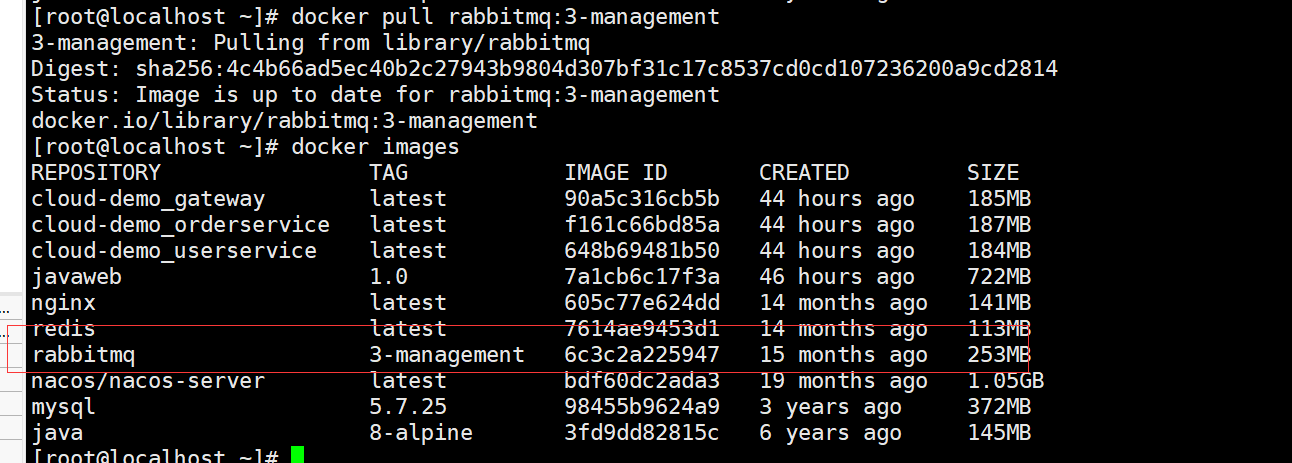 [root@localhost ~]# docker pull rabbitmq:3-management
3-management: Pulling from library/rabbitmq
Digest: sha256:4c4b66ad5ec40b2c27943b9804d307bf31c17c8537cd0cd107236200a9cd2814
Status: Image is up to date for rabbitmq:3-management
docker.io/library/rabbitmq:3-management
[root@localhost ~]# docker images
REPOSITORY TAG IMAGE ID CREATED SIZE
cloud-demo_gateway latest 90a5c316cb5b 44 hours ago 185MB
cloud-demo_orderservice latest f161c66bd85a 44 hours ago 187MB
cloud-demo_userservice latest 648b69481b50 44 hours ago 184MB
javaweb 1.0 7a1cb6c17f3a 46 hours ago 722MB
nginx latest 605c77e624dd 14 months ago 141MB
redis latest 7614ae9453d1 14 months ago 113MB
rabbitmq 3-management 6c3c2a225947 15 months ago 253MB
nacos/nacos-server latest bdf60dc2ada3 19 months ago 1.05GB
mysql 5.7.25 98455b9624a9 3 years ago 372MB
java 8-alpine 3fd9dd82815c 6 years ago 145MB
[root@localhost ~]#